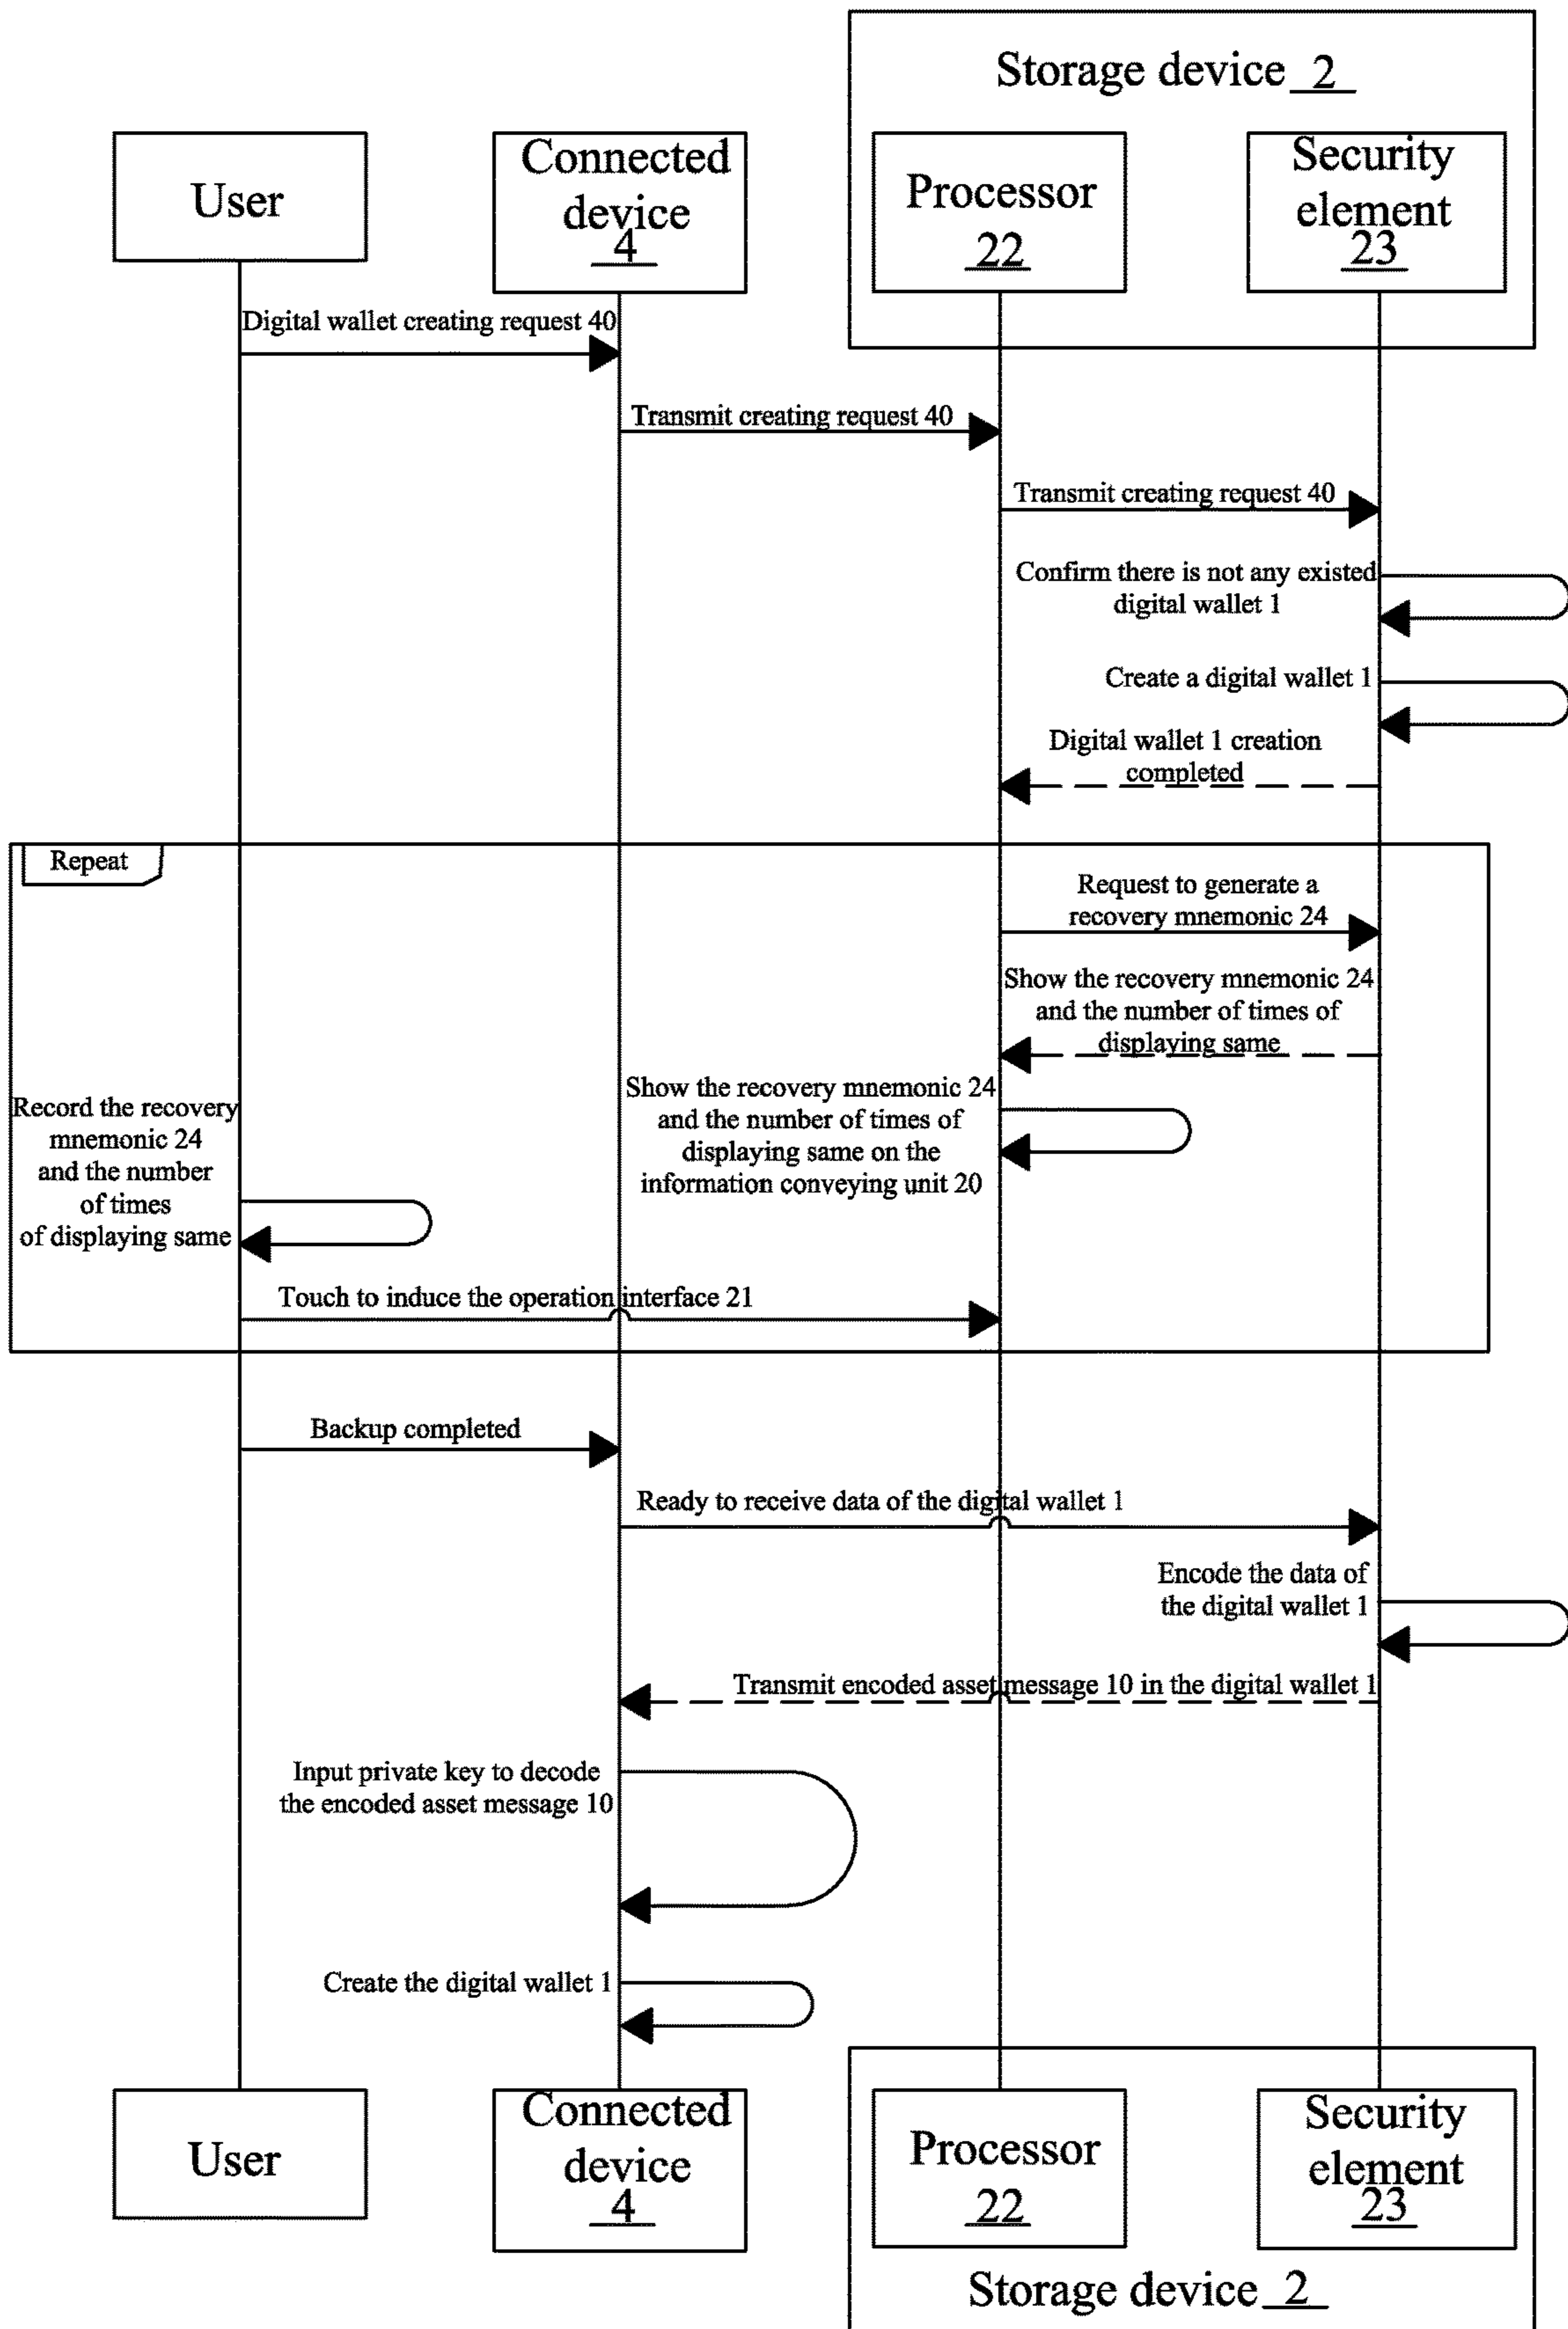 Storage device 2
User
Connected
device
4
Processor
22
Security
element
23
Digital wallet creating request 40
Transmit creating request 40
Transmit creating request 40
Confirm there is not any existed
digital wallet 1
Create a digital wallet 1
Digital wallet 1 creation
completed
Repeat
Request to generate a
recovery mnemonic 24
Show the recovery mnemonic 24
and the number of times of
displaying same
Show the recovery mnemonic 24
and the number of times of
displaying same on the
information conveying unit 20
Record the recovery
mnemonic 24
and the number
of times
of displaying same
Touch to induce the operation interface 21
Backup completed
Ready to receive data of the digital wallet 1
Encode the data of
the digital wallet 1
Transmit encoded asset message 10 in the digital wallet 1
Input private key to decode
the encoded asset message 10
Create the digital wallet 1
User
Connected
device
4
Processor
22
Security
element
23
Storage device 2